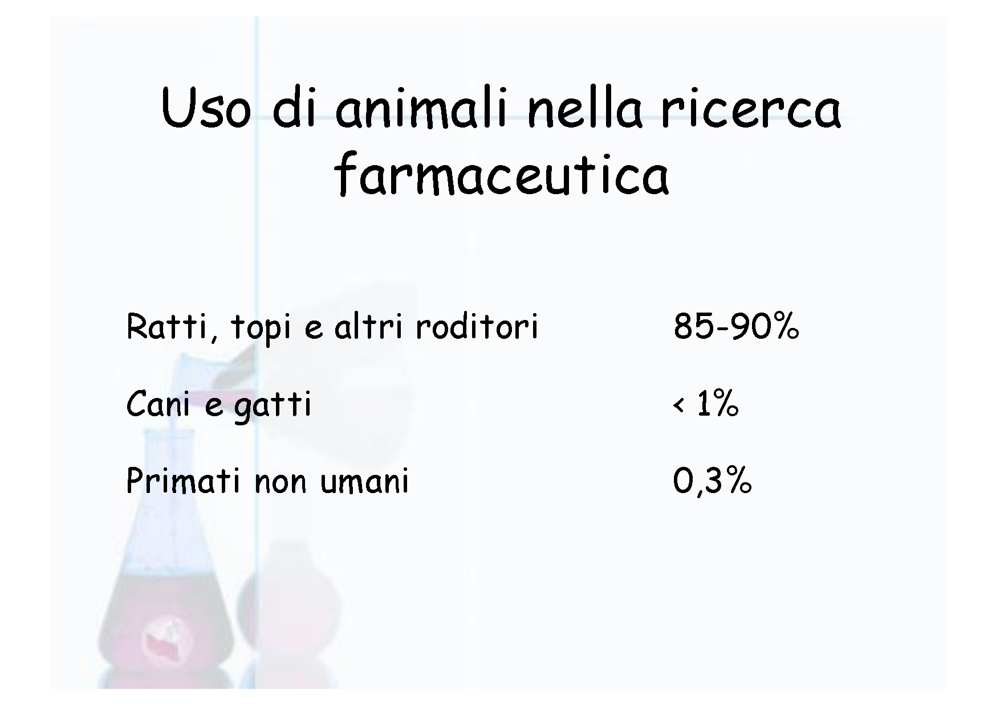 Uso di animali nella ricerca
farmaceutica
Ratti, topi e altri roditori 85-90%
Cani e gatti < 1%
Primati non umani 0,3%